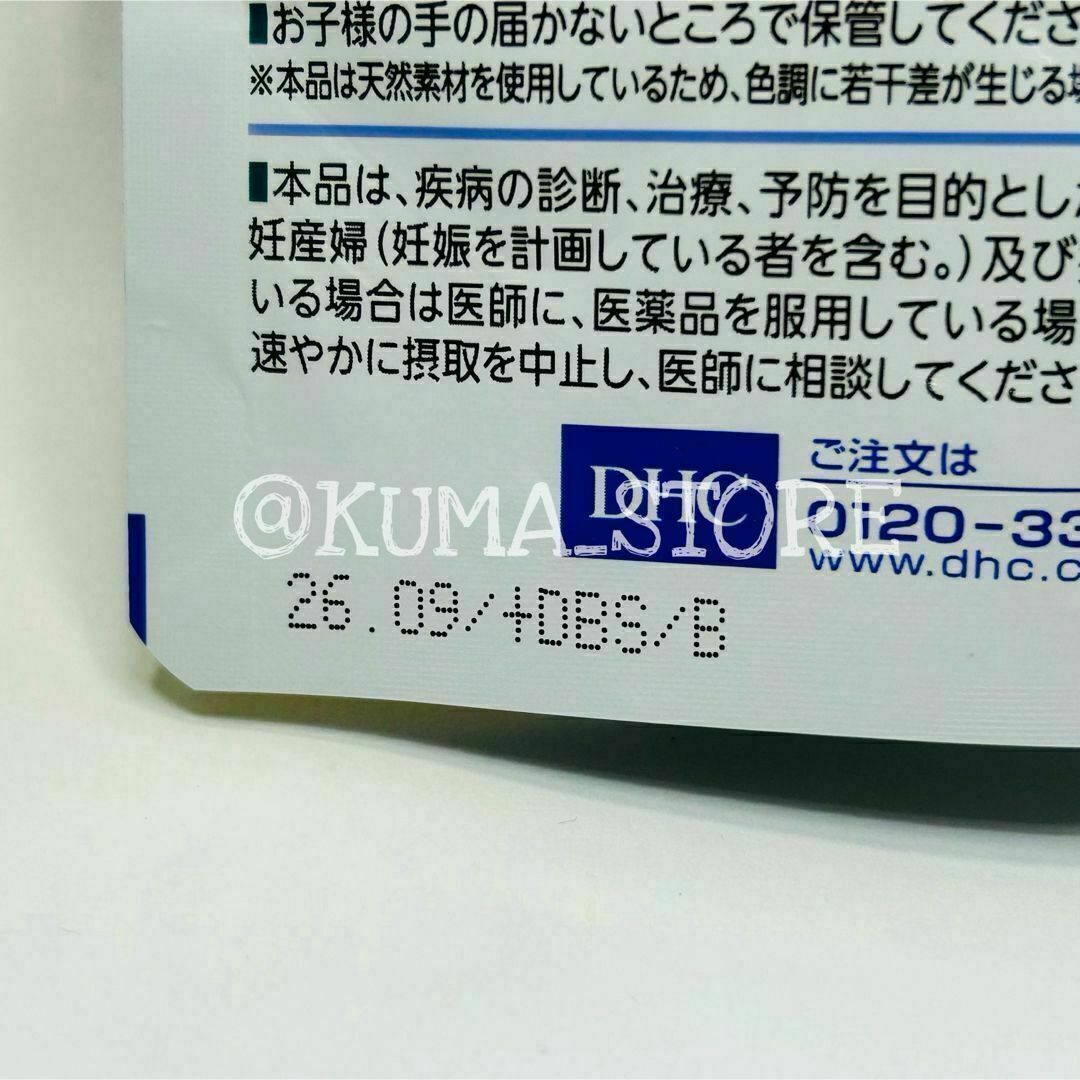 ■お子様の手の届かないところで保管してくださ
※本品は天然素材を使用しているため、色調に若干差が生じる場
■本品は、疾病の診断、治療、予防を目的とした
妊産婦(妊娠を計画している者を含む。)及び
いる場合は医師に、医薬品を服用している場
速やかに摂取を中止し、医師に相談してくださ
DHC
ご注文は
0120-33
www.dhc.c
@KUMA_STORE
26.09/+DBS/B